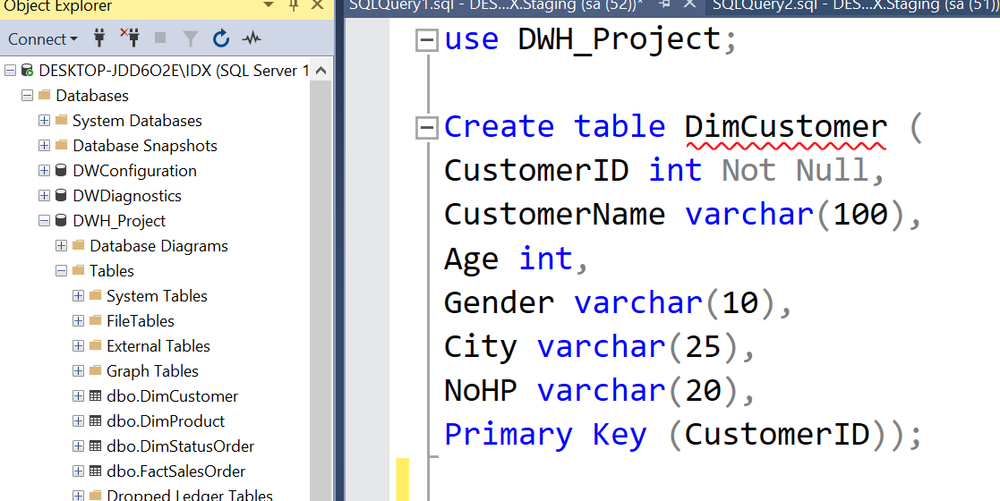 Object Explorer
Connect
DESKTOP-JDD6O2E\IDX (SQL Server 1
Databases
System Databases
Database Snapshots
DWConfiguration
DWDiagnostics
DWH_Project
Database Diagrams
Tables
System Tables
FileTables
External Tables
Graph Tables
dbo.DimCustomer
dbo.DimProduct
dbo.DimStatusOrder
dbo.FactSalesOrder
Dropped Ledger Tables
SQLQuery1.sql - DES...X.Staging (sa (52))*
SQLQuery2.sql - DES...X.Staging (sa (51))
use DWH_Project;
Create table DimCustomer (
CustomerID int Not Null,
CustomerName varchar(100),
Age int,
Gender varchar(10),
City varchar(25),
NoHP varchar(20),
Primary Key (CustomerID));